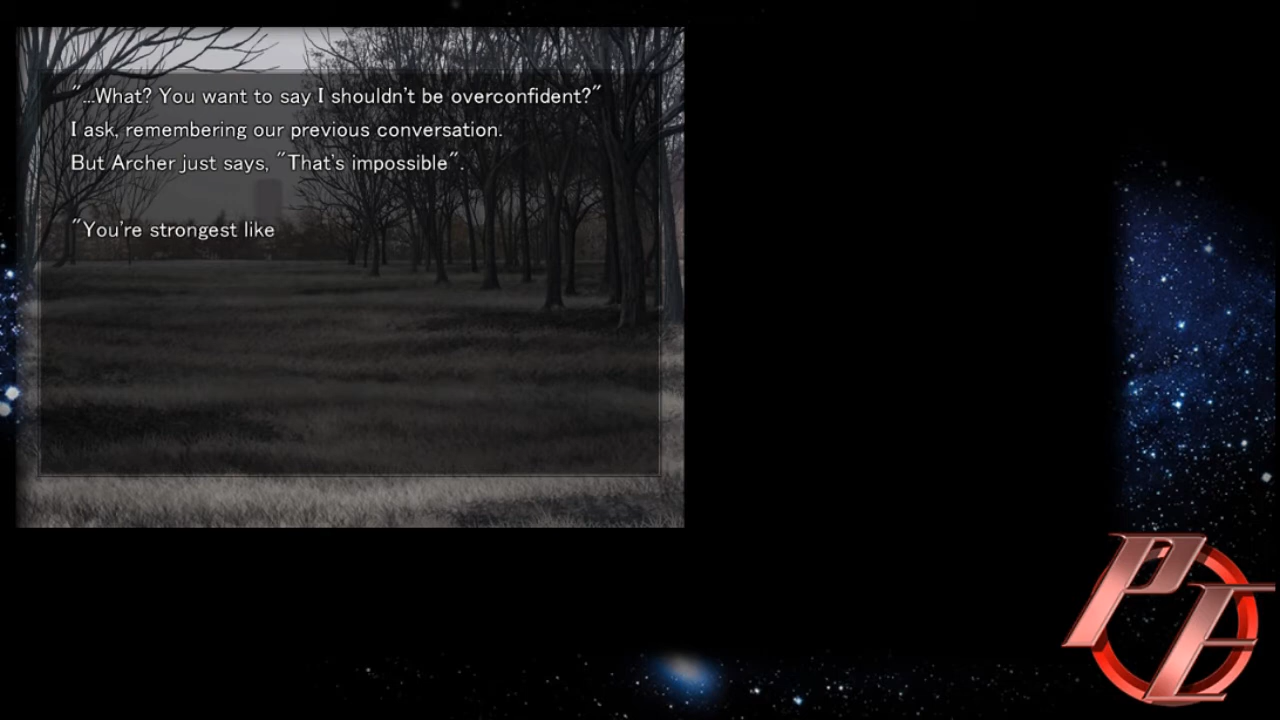 "...What? You want to say I shouldn't be overconfident?"
I ask, remembering our previous conversation.
But Archer just says, "That's impossible".
"You're strongest like
PE